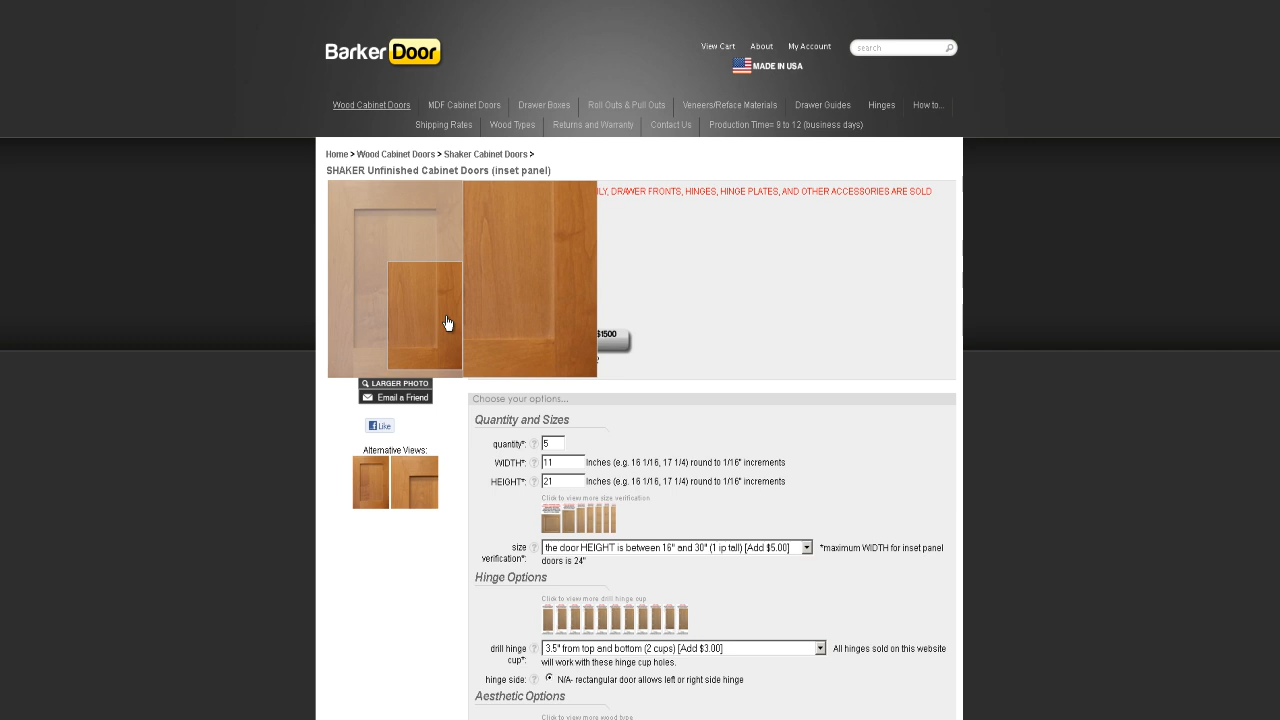 BarkerDoor
View Cart About My Account search
MADE IN USA
Wood Cabinet Doors MDF Cabinet Doors Drawer Boxes Roll Outs & Pull Outs Veneers/Reface Materials Drawer Guides Hinges How to...
Shipping Rates Wood Types Returns and Warranty Contact Us Production Time= 9 to 12 (business days)
Home > Wood Cabinet Doors > Shaker Cabinet Doors >
SHAKER Unfinished Cabinet Doors (inset panel)
DRAWER FRONTS, HINGES, HINGE PLATES, AND OTHER ACCESSORIES ARE SOLD
$1500
LARGER PHOTO
Email a Friend
Like
Alternative Views:
Choose your options...
Quantity and Sizes
quantity*: ? 5
WIDTH*: ? 11 Inches (e.g. 16 1/16, 17 1/4) round to 1/16" increments
HEIGHT*: ? 21 Inches (e.g. 16 1/16, 17 1/4) round to 1/16" increments
Click to view more size verification
size verification*: ? the door HEIGHT is between 16" and 30" (1 ip tall) [Add $5.00] *maximum WIDTH for inset panel
doors is 24"
Hinge Options
Click to view more drill hinge cup
drill hinge cup*: ? 3.5" from top and bottom (2 cups) [Add $3.00] All hinges sold on this website
will work with these hinge cup holes.
hinge side: ? N/A- rectangular door allows left or right side hinge
Aesthetic Options
Click to view more wood type